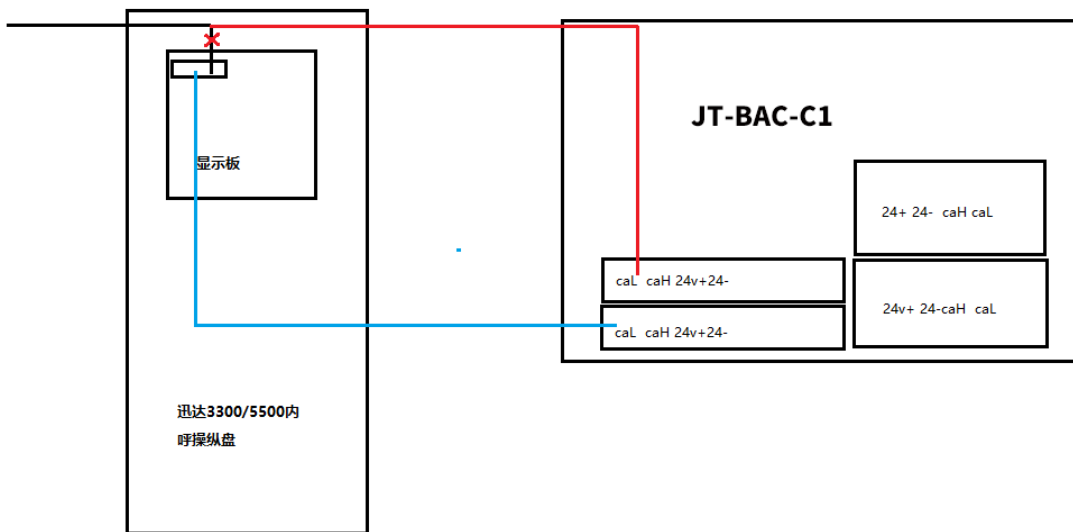 JT-BAC-C1
显示板
24+ 24-  caH caL
caL  caH 24v+24-
24v+ 24-caH  caL
caL  caH 24v+24-
迅达3300/5500内
呼操纵盘